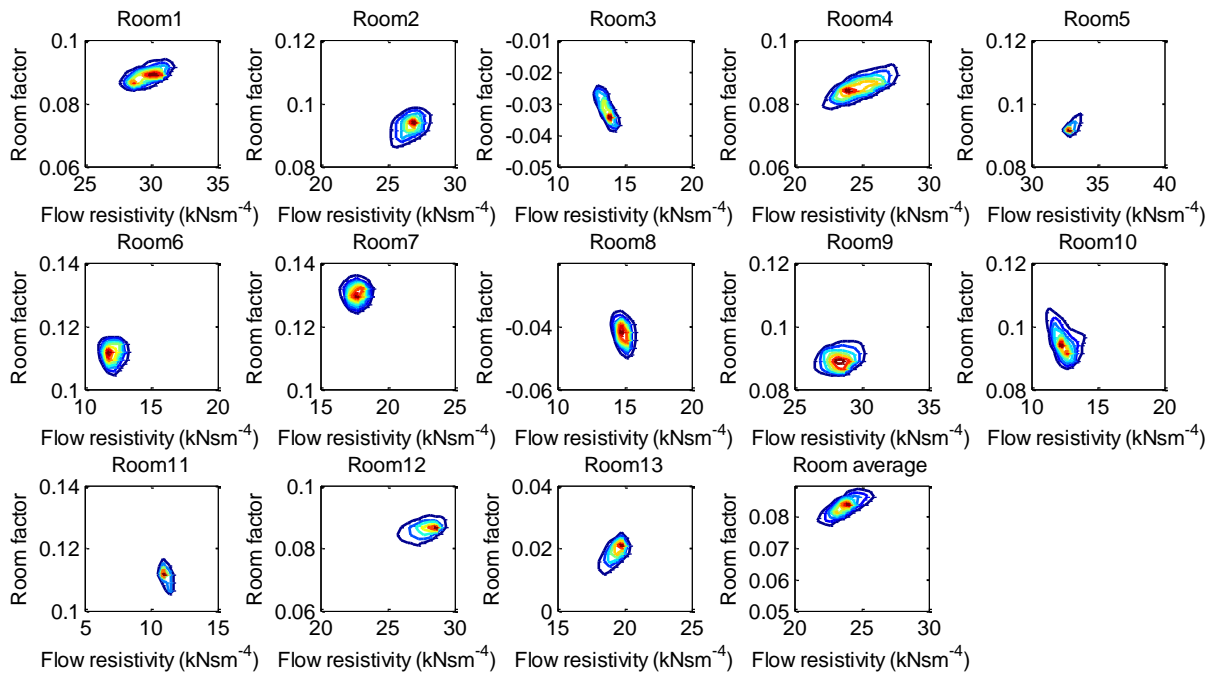 Room1 Room2 Room3 Room4 Room5
0.1 0.12 -0.01 0.1 0.12
-0.02
0.08 0.1 -0.03 0.08 0.1
-0.04
0.06 0.08 -0.05 0.06 0.08
Room factor Room factor Room factor Room factor Room factor
25 30 35 20 25 30 10 15 20 20 25 30 30 35 40
Flow resistivity (kNsm-4) Flow resistivity (kNsm-4) Flow resistivity (kNsm-4) Flow resistivity (kNsm-4) Flow resistivity (kNsm-4)
Room6 Room7 Room8 Room9 Room10
0.14 0.14 0.12 0.14
0.12 0.12 -0.04 0.1 0.12
0.1
0.1 0.1 -0.06 0.08 0.08
Room factor Room factor Room factor Room factor Room factor
10 15 20 15 20 25 10 15 20 25 30 35 10 15 20
Flow resistivity (kNsm-4) Flow resistivity (kNsm-4) Flow resistivity (kNsm-4) Flow resistivity (kNsm-4) Flow resistivity (kNsm-4)
Room11 Room12 Room13 Room average
0.14 0.1 0.04
0.08
0.12 0.08 0.02 0.07
0.06
0.1 0.06 0 0.05
Room factor Room factor Room factor Room factor
5 10 15 20 25 30 15 20 25 20 25 30
Flow resistivity (kNsm-4) Flow resistivity (kNsm-4) Flow resistivity (kNsm-4) Flow resistivity (kNsm-4)